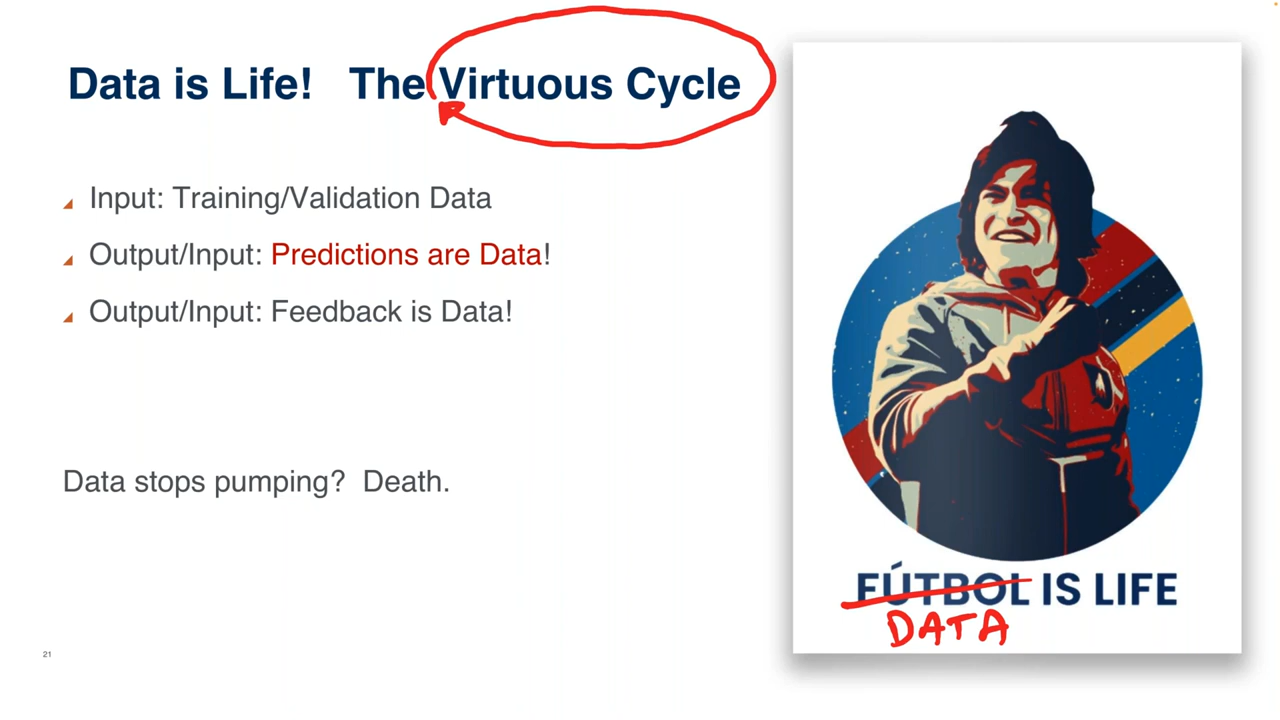 Data is Life! The Virtuous Cycle
Input: Training/Validation Data
Output/Input: Predictions are Data!
Output/Input: Feedback is Data!
Data stops pumping? Death.
FÚTBOL IS LIFE
DATA
21